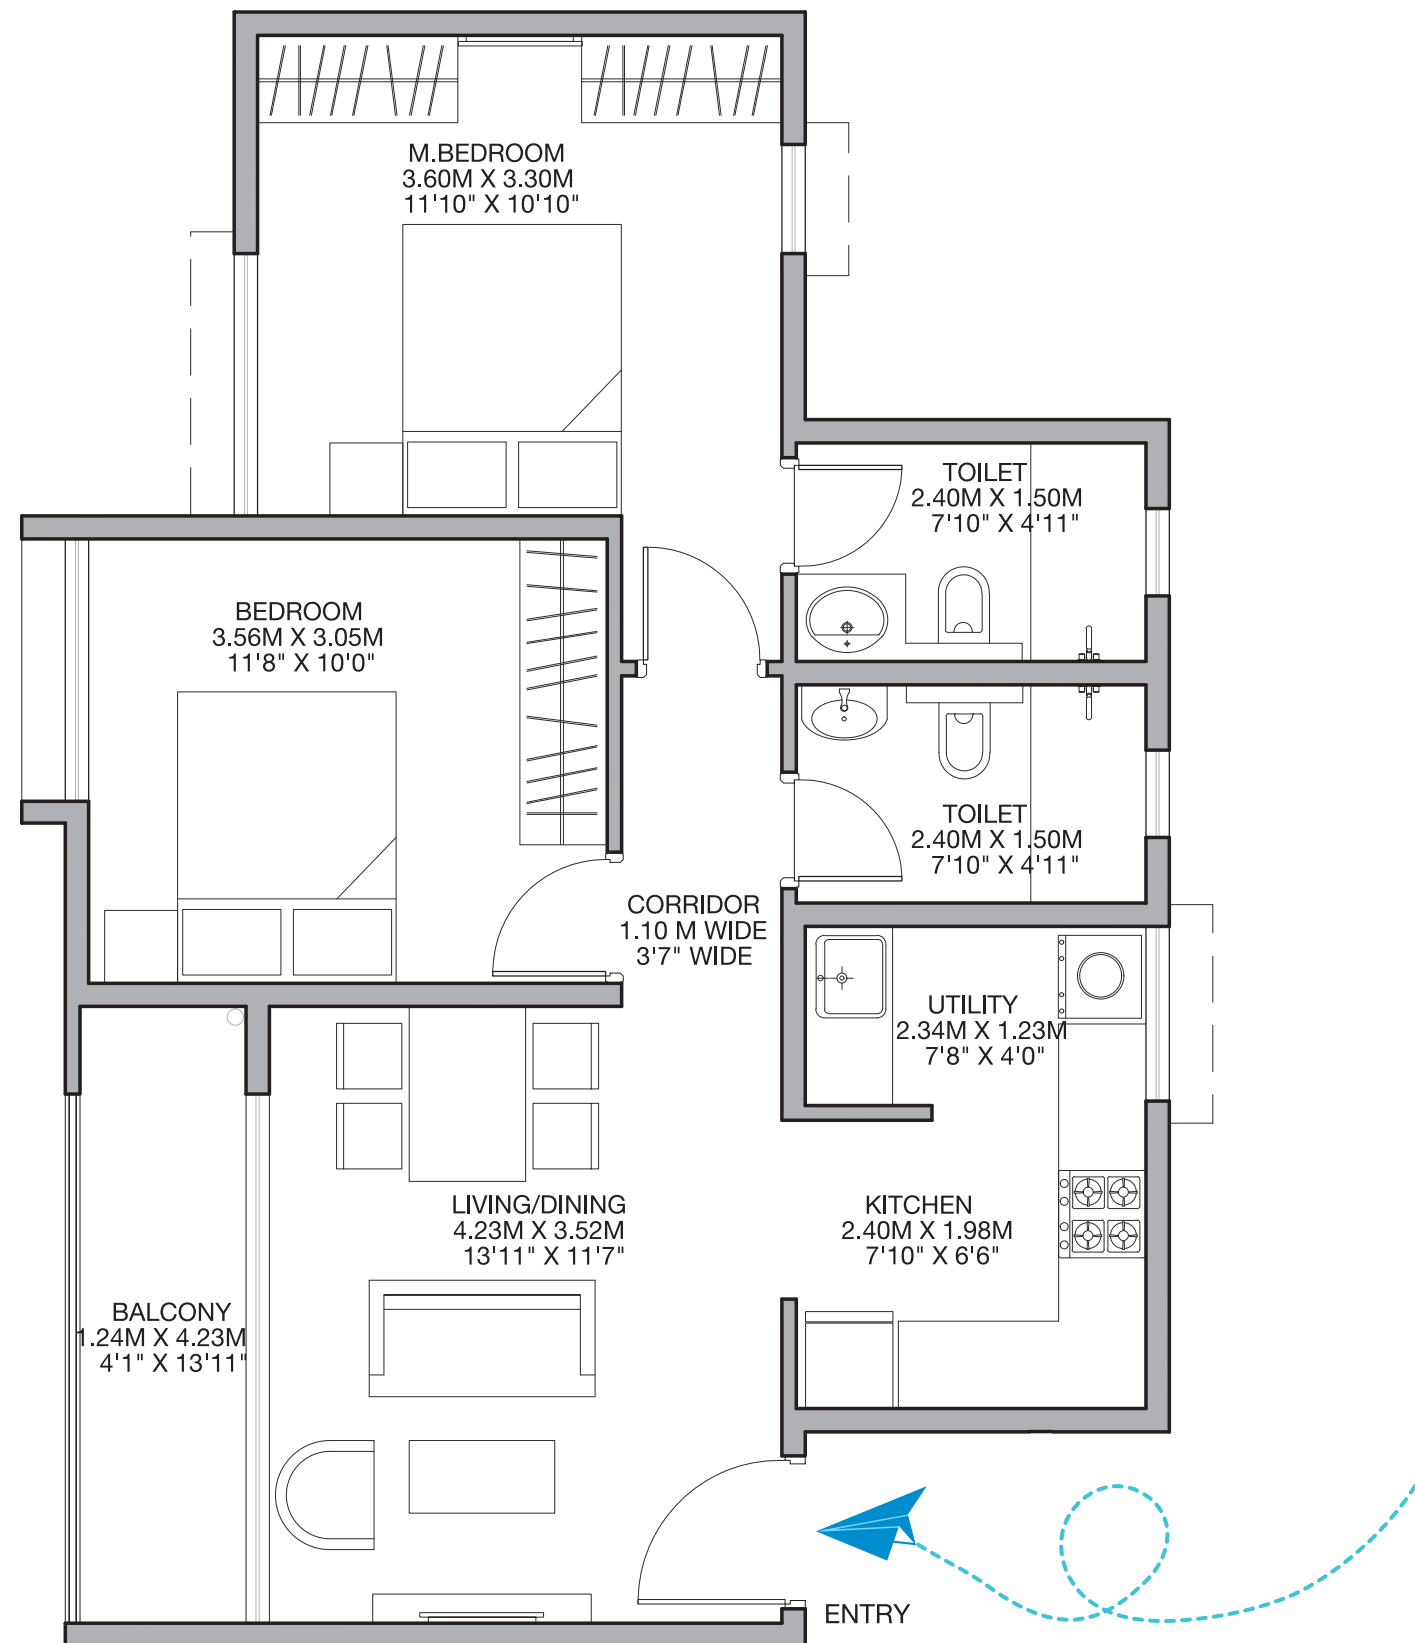 M.BEDROOM
3.60M X 3.30M
11'10" X 10'10"
TOILET
2.40M X 1.50M
7'10" X 4'11"
BEDROOM
3.56M X 3.05M
11'8" X 10'0"
TOILET
2.40M X 1.50M
7'10" X 4'11"
CORRIDOR
1.10 M WIDE
3'7" WIDE
UTILITY
2.34M X 1.23M
7'8" X 4'0"
LIVING/DINING
4.23M X 3.52M
13'11" X 11'7"
KITCHEN
2.40M X 1.98M
7'10" X 6'6"
BALCONY
1.24M X 4.23M
4'1" X 13'11"
ENTRY